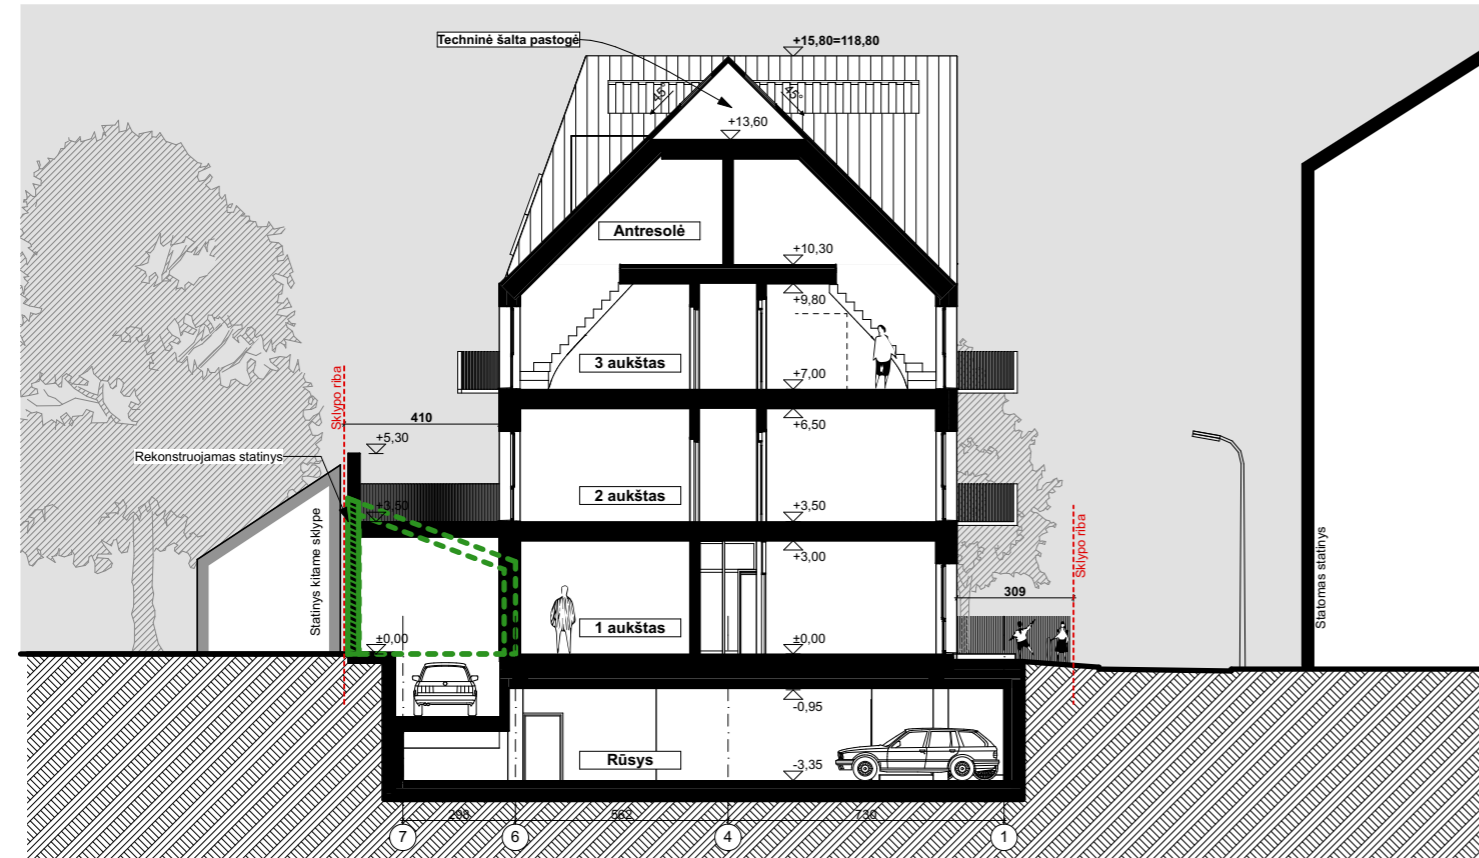 Techninė šalta pastogė
+15,80=118,80
45°
45°
+13,60
Antresolė
+10,30
+9,80
3 aukštas
+7,00
Sklypo riba
410
+6,50
+5,30
Rekonstruojamas statinys
2 aukštas
+3,50
+3,50
Statinys kitame sklype
+3,00
Sklypo riba
Statomas statinys
309
1 aukštas
±0,00
±0,00
-0,95
Rūsys
-3,35
298
562
730
7
6
4
1